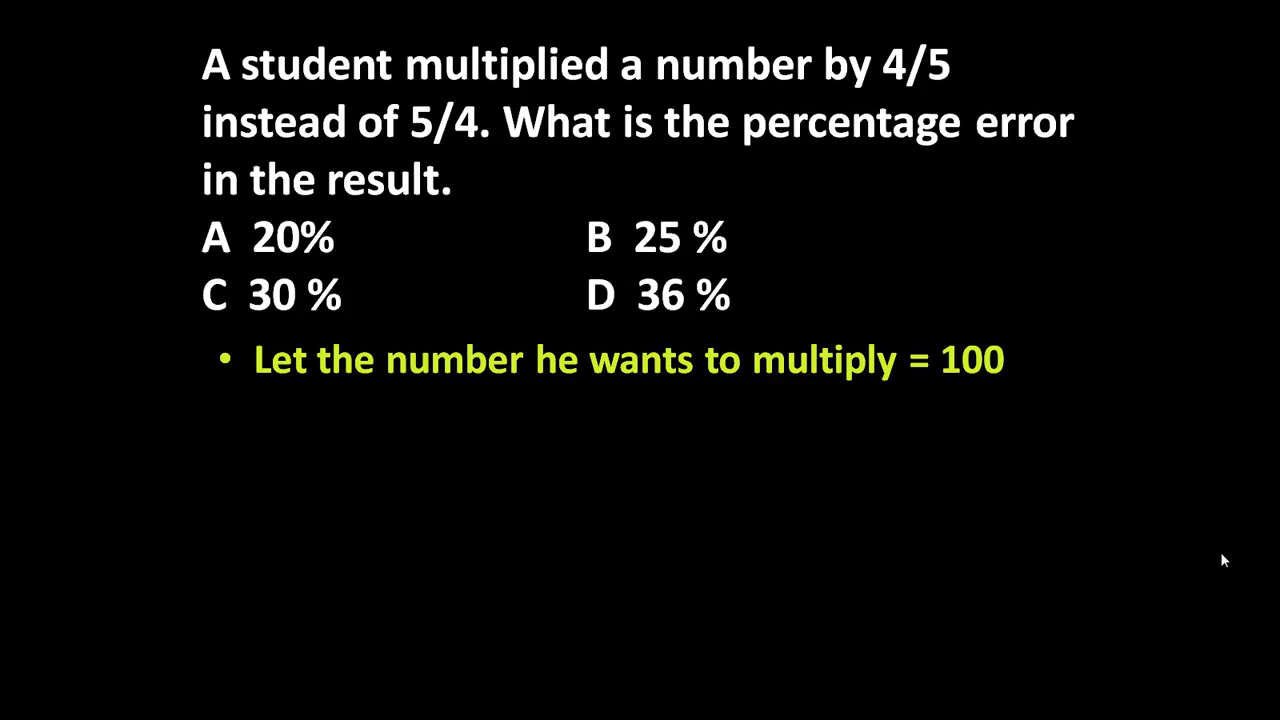 A student multiplied a number by 4/5
instead of 5/4. What is the percentage error
in the result.
A 20% B 25 %
C 30 % D 36 %
• Let the number he wants to multiply = 100